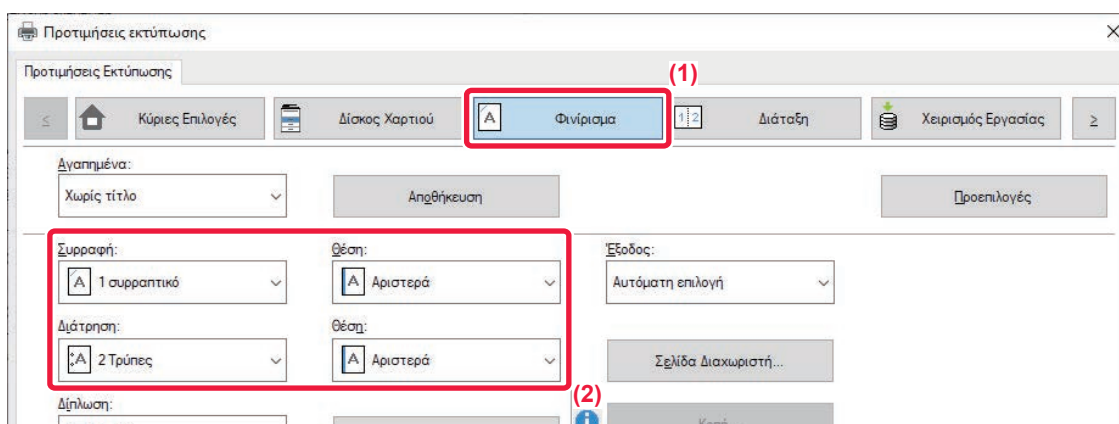 Προτιμήσεις εκτύπωσης
Προτιμήσεις Εκτύπωσης
(1)
Κύριες Επιλογές Δίσκος Χαρτιού Φινίρισμα Διάταξη Χειρισμός Εργασίας
Αγαπημένα:
Χωρίς τίτλο Αποθήκευση Προεπιλογές
Συρραφή: Θέση: Έξοδος:
1 συρραπτικό Αριστερά Αυτόματη επιλογή
Διάτρηση: Θέση:
2 Τρύπες Αριστερά Σελίδα Διαχωριστή...
Δίπλωση: (2)